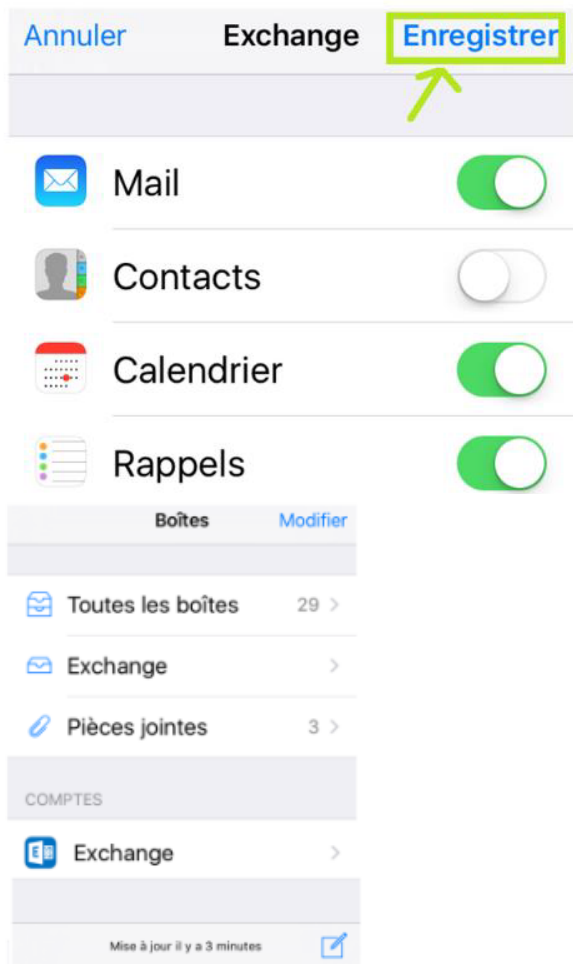 Annuler Exchange Enregistrer
Mail
Contacts
Calendrier
Rappels
Boîtes Modifier
Toutes les boîtes 29
Exchange
Pièces jointes 3
COMPTES
Exchange
Mise à jour il y a 3 minutes